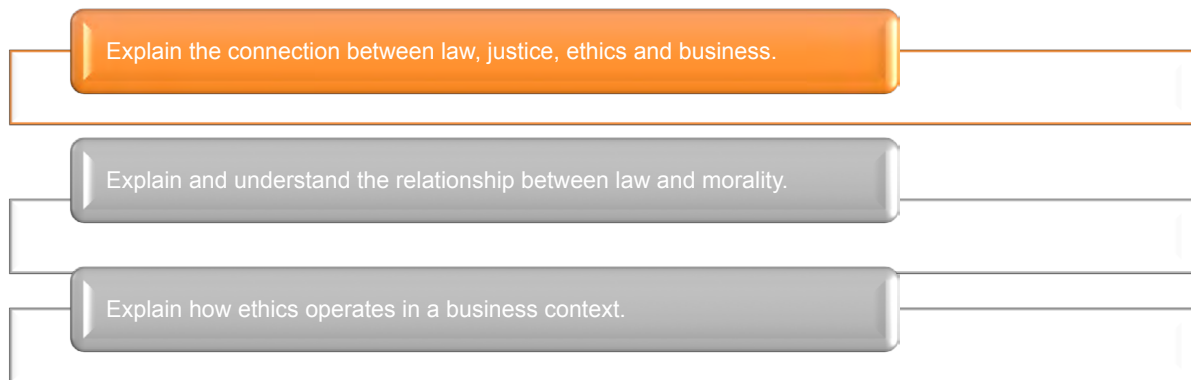 Explain the connection between law, justice, ethics and business.
Explain and understand the relationship between law and morality.
Explain how ethics operates in a business context.